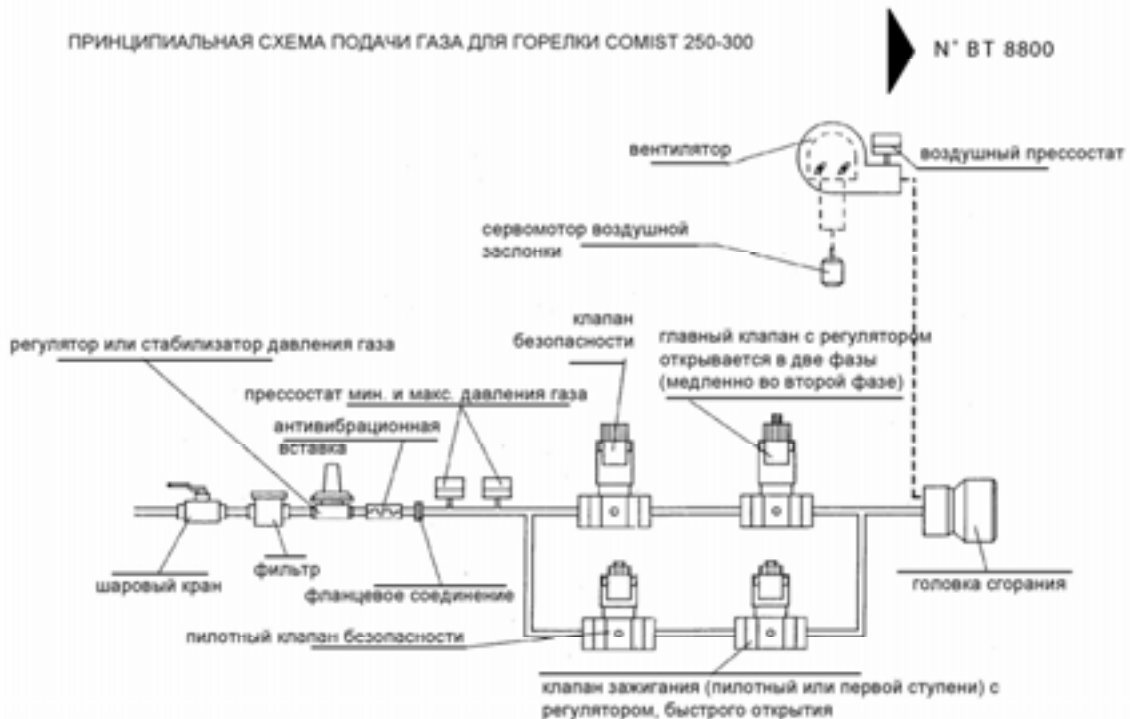 ПРИНЦИПИАЛЬНАЯ СХЕМА ПОДАЧИ ГАЗА ДЛЯ ГОРЕЛКИ COMIST 250-300
N° BT 8800
вентилятор
воздушный прессостат
сервомотор воздушной
заслонки
клапан
безопасности
главный клапан с регулятором
открывается в две фазы
(медленно во второй фазе)
регулятор или стабилизатор давления газа
прессостат мин. и макс. давления газа
антивибрационная
вставка
шаровый кран
фильтр
фланцевое соединение
головка сгорания
пилотный клапан безопасности
клапан зажигания (пилотный или первой ступени) с
регулятором, быстрого открытия